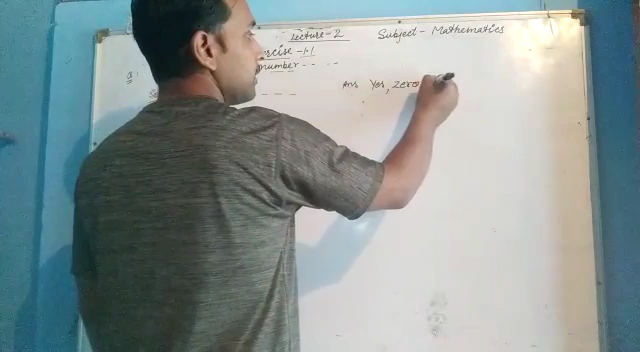 Lecture-2 Subject - Mathematics
Exercise -1.1
number - - -
Q
Ans Yes, zero